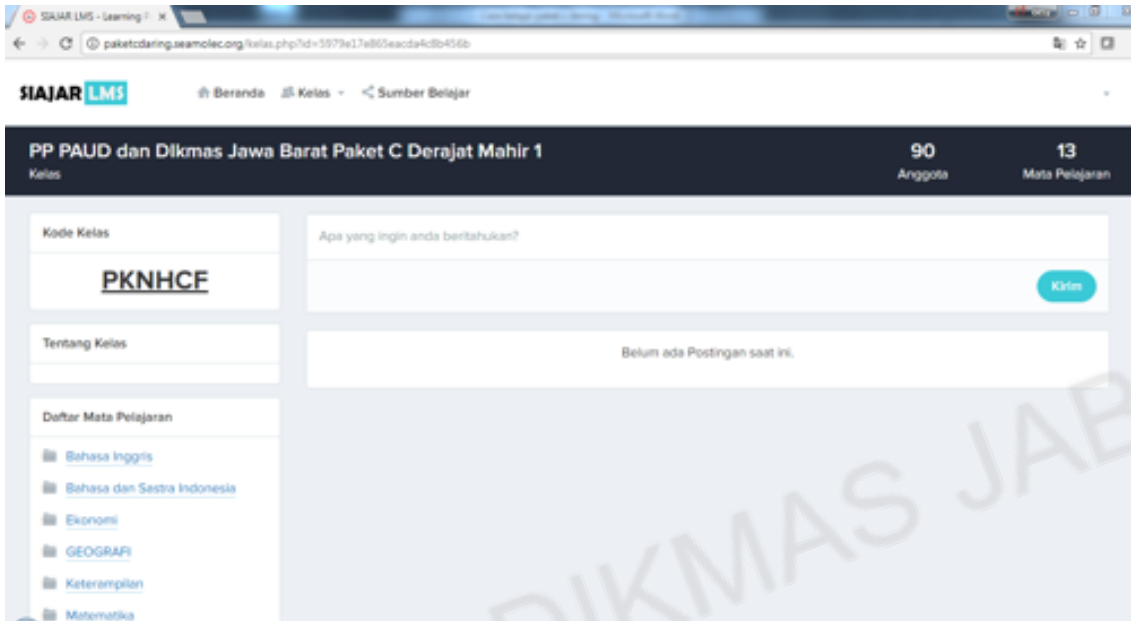 SIAJAR LMS - Learning
paketcdaring.seamolec.org/kelas.php?id=5979e17e865eacda4c8b456b
SIAJAR LMS
Beranda Kelas Sumber Belajar
PP PAUD dan DIkmas Jawa Barat Paket C Derajat Mahir 1
Kelas
90
Anggota
13
Mata Pelajaran
Kode Kelas
PKNHCF
Apa yang ingin anda beritahukan?
Kirim
Tentang Kelas
Belum ada Postingan saat ini.
Daftar Mata Pelajaran
Bahasa Inggris
Bahasa dan Sastra Indonesia
Ekonomi
GEOGRAFI
Keterampilan
Matematika
DIKMAS JAB